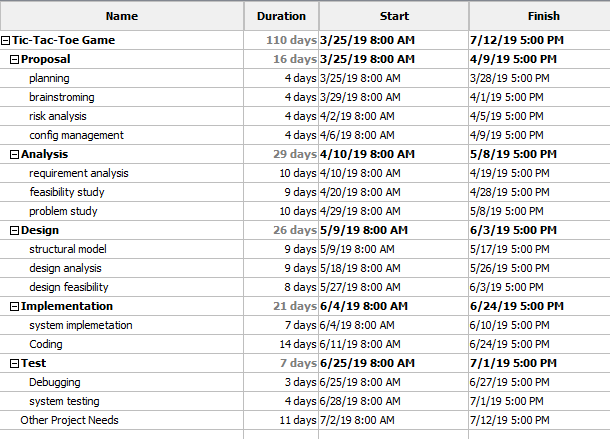 Name Duration Start Finish
Tic-Tac-Toe Game 110 days 3/25/19 8:00 AM 7/12/19 5:00 PM
Proposal 16 days 3/25/19 8:00 AM 4/9/19 5:00 PM
planning 4 days 3/25/19 8:00 AM 3/28/19 5:00 PM
brainstroming 4 days 3/29/19 8:00 AM 4/1/19 5:00 PM
risk analysis 4 days 4/2/19 8:00 AM 4/5/19 5:00 PM
config management 4 days 4/6/19 8:00 AM 4/9/19 5:00 PM
Analysis 29 days 4/10/19 8:00 AM 5/8/19 5:00 PM
requirement analysis 10 days 4/10/19 8:00 AM 4/19/19 5:00 PM
feasibility study 9 days 4/20/19 8:00 AM 4/28/19 5:00 PM
problem study 10 days 4/29/19 8:00 AM 5/8/19 5:00 PM
Design 26 days 5/9/19 8:00 AM 6/3/19 5:00 PM
structural model 9 days 5/9/19 8:00 AM 5/17/19 5:00 PM
design analysis 9 days 5/18/19 8:00 AM 5/26/19 5:00 PM
design feasibility 8 days 5/27/19 8:00 AM 6/3/19 5:00 PM
Implementation 21 days 6/4/19 8:00 AM 6/24/19 5:00 PM
system implemetation 7 days 6/4/19 8:00 AM 6/10/19 5:00 PM
Coding 14 days 6/11/19 8:00 AM 6/24/19 5:00 PM
Test 7 days 6/25/19 8:00 AM 7/1/19 5:00 PM
Debugging 3 days 6/25/19 8:00 AM 6/27/19 5:00 PM
system testing 4 days 6/28/19 8:00 AM 7/1/19 5:00 PM
Other Project Needs 11 days 7/2/19 8:00 AM 7/12/19 5:00 PM